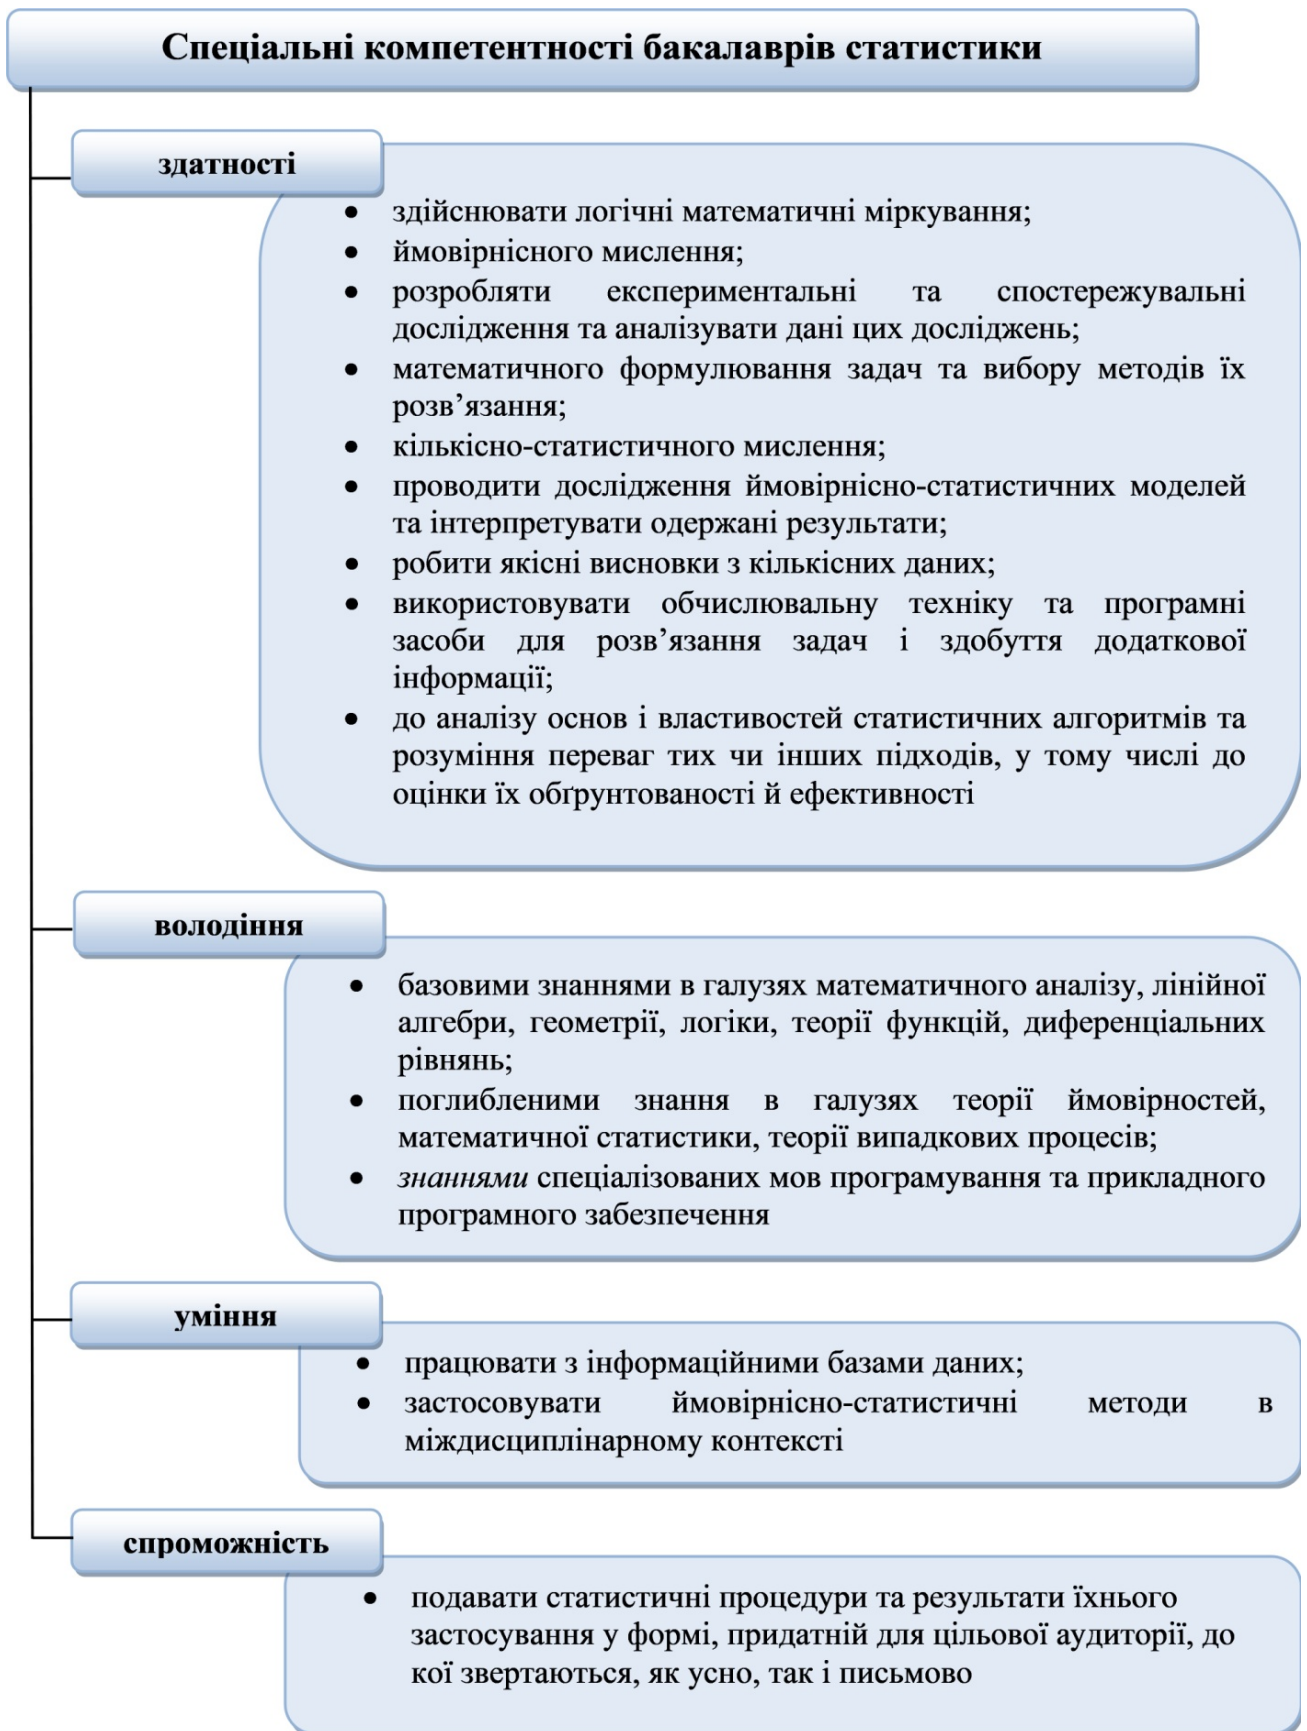 Спеціальні компетентності бакалаврів статистики
здатності
• здійснювати логічні математичні міркування;
• ймовірнісного мислення;
• розробляти експериментальні та спостережувальні
дослідження та аналізувати дані цих досліджень;
• математичного формулювання задач та вибору методів їх
розв’язання;
• кількісно-статистичного мислення;
• проводити дослідження ймовірнісно-статистичних моделей
та інтерпретувати одержані результати;
• робити якісні висновки з кількісних даних;
• використовувати обчислювальну техніку та програмні
засоби для розв’язання задач і здобуття додаткової
інформації;
• до аналізу основ і властивостей статистичних алгоритмів та
розуміння переваг тих чи інших підходів, у тому числі до
оцінки їх обґрунтованості й ефективності
володіння
• базовими знаннями в галузях математичного аналізу, лінійної
алгебри, геометрії, логіки, теорії функцій, диференціальних
рівнянь;
• поглибленими знання в галузях теорії ймовірностей,
математичної статистики, теорії випадкових процесів;
• знаннями спеціалізованих мов програмування та прикладного
програмного забезпечення
уміння
• працювати з інформаційними базами даних;
• застосовувати ймовірнісно-статистичні методи в
міждисциплінарному контексті
спроможність
• подавати статистичні процедури та результати їхнього
застосування у формі, придатній для цільової аудиторії, до
кої звертаються, як усно, так і письмово